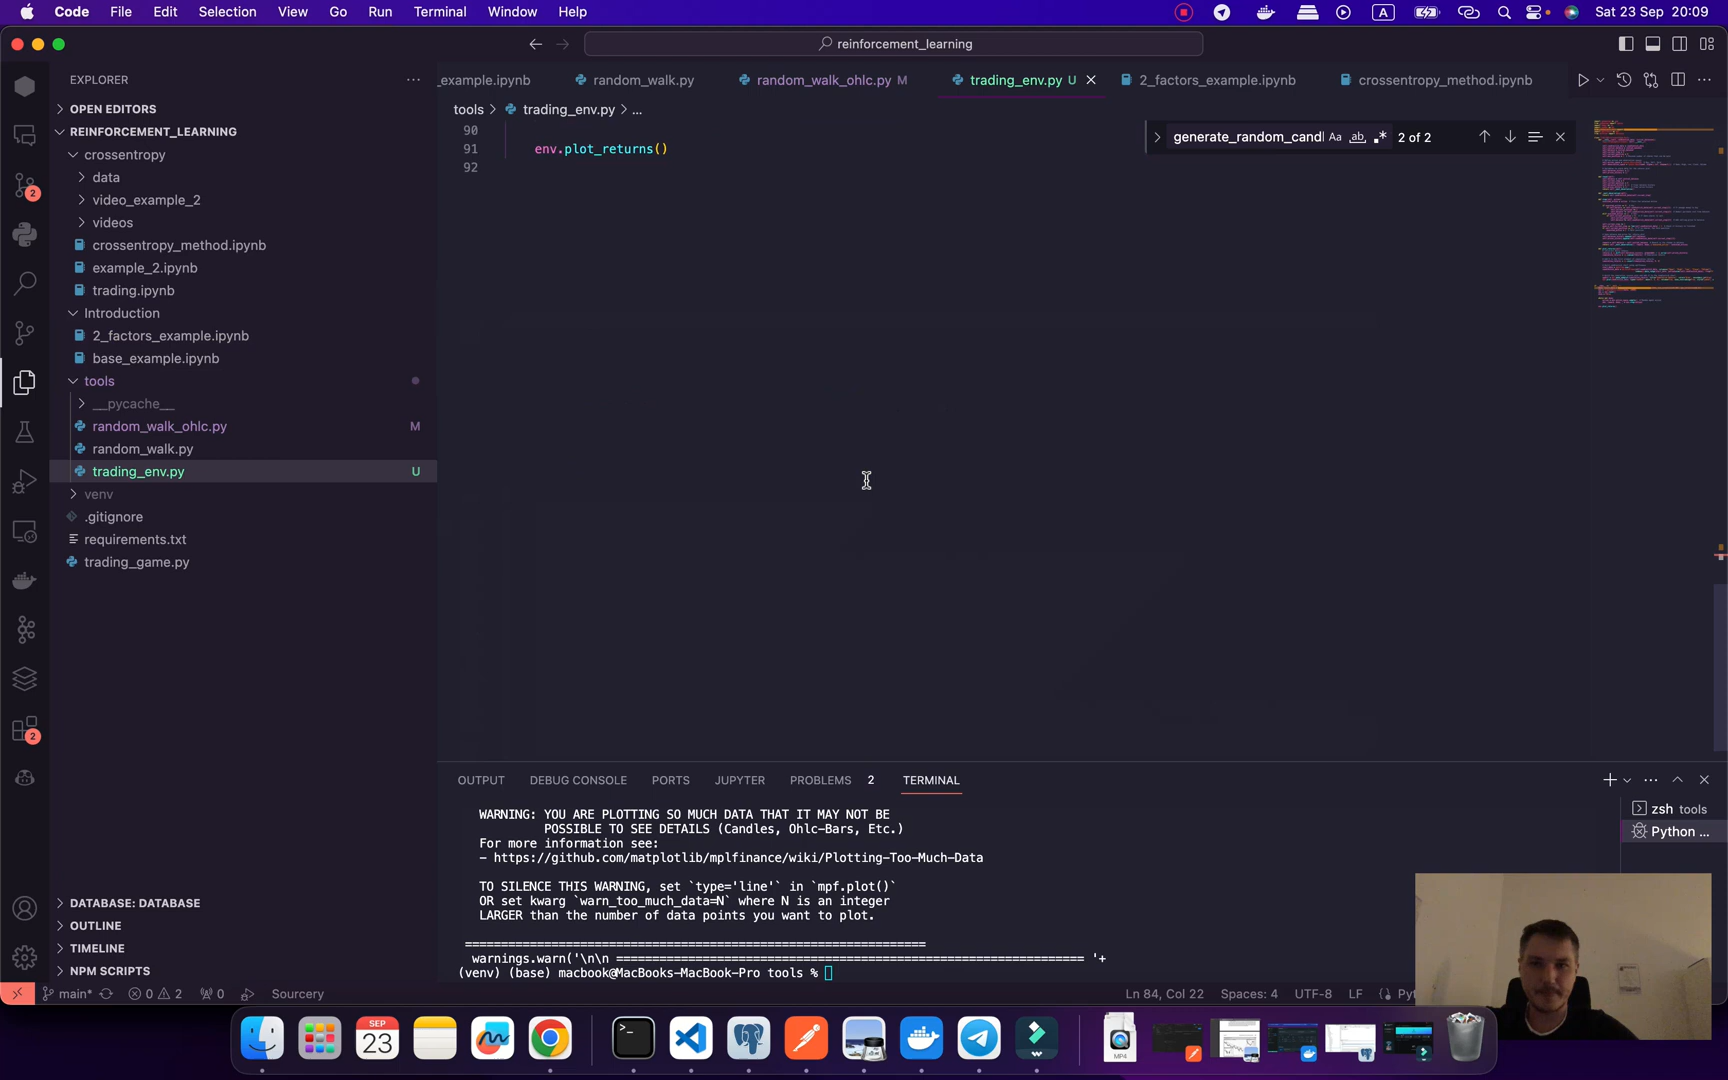 Code File Edit Selection View Go Run Terminal Window Help A Sat 23 Sep 20:09
reinforcement_learning
EXPLORER
_example.ipynb random_walk.py random_walk_ohlc.py M trading_env.py U 2_factors_example.ipynb crossentropy_method.ipynb
OPEN EDITORS
tools > trading_env.py > ...
REINFORCEMENT_LEARNING
crossentropy
data
video_example_2
videos
crossentropy_method.ipynb
example_2.ipynb
trading.ipynb
Introduction
2_factors_example.ipynb
base_example.ipynb
tools
__pycache__
random_walk_ohlc.py M
random_walk.py
trading_env.py U
venv
.gitignore
requirements.txt
trading_game.py
DATABASE: DATABASE
OUTLINE
TIMELINE
NPM SCRIPTS
2
2
90
91 env.plot_returns()
92
generate_random_candl Aa ab 2 of 2
OUTPUT DEBUG CONSOLE PORTS JUPYTER PROBLEMS 2 TERMINAL
WARNING: YOU ARE PLOTTING SO MUCH DATA THAT IT MAY NOT BE
POSSIBLE TO SEE DETAILS (Candles, Ohlc-Bars, Etc.)
For more information see:
- https://github.com/matplotlib/mplfinance/wiki/Plotting-Too-Much-Data
TO SILENCE THIS WARNING, set `type='line'` in `mpf.plot()`
OR set kwarg `warn_too_much_data=N` where N is an integer
LARGER than the number of data points you want to plot.
================================================================
warnings.warn('\n\n ================================================================= '+
(venv) (base) macbook@MacBooks-MacBook-Pro tools %
zsh tools
Python ...
main* 0 2 0 Sourcery Ln 84, Col 22 Spaces: 4 UTF-8 LF Pyt
SEP
23
MP4